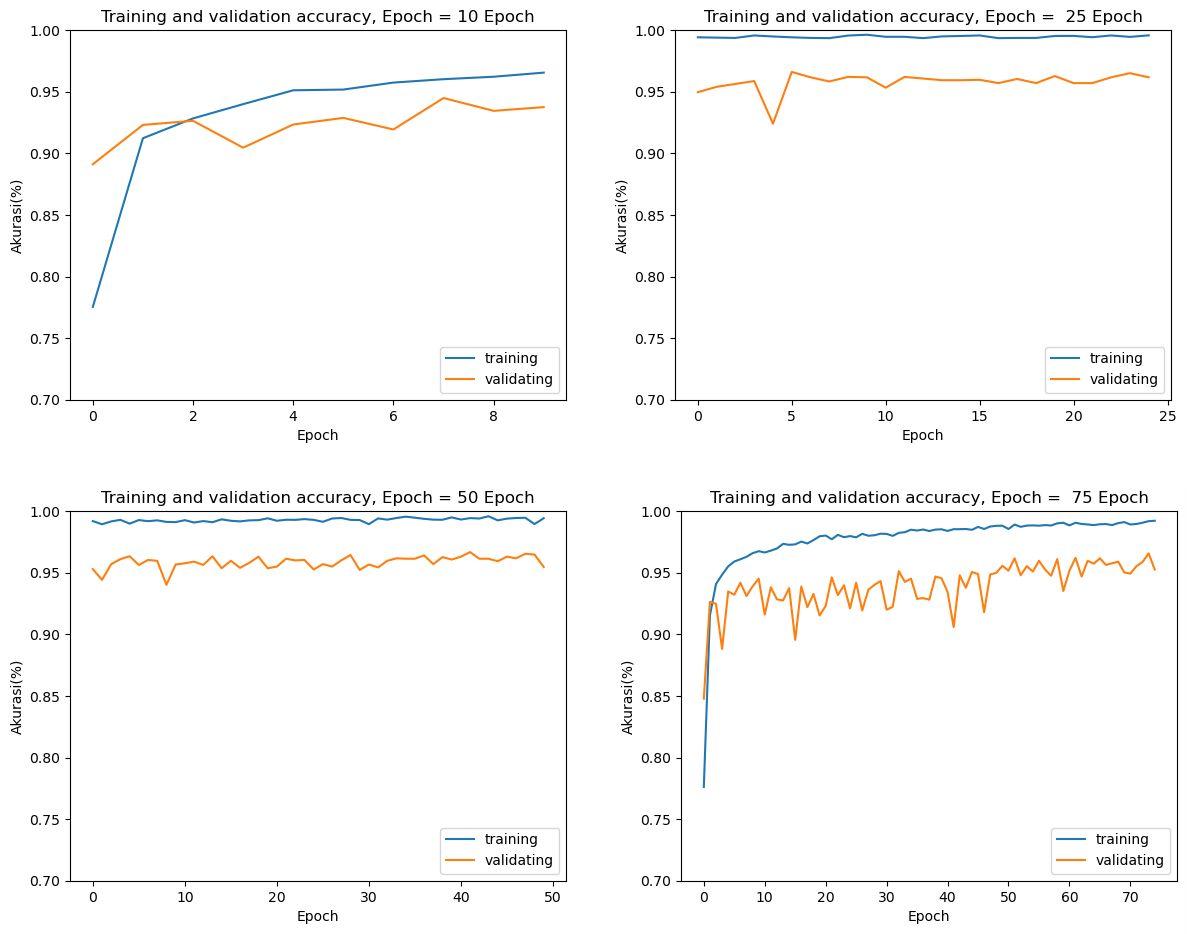 Training and validation accuracy, Epoch = 10 Epoch
1.00
0.95
0.90
0.85
0.80
0.75
0.70
Akurasi(%)
0 2 4 6 8
Epoch
training
validating
Training and validation accuracy, Epoch =  25 Epoch
1.00
0.95
0.90
0.85
0.80
0.75
0.70
Akurasi(%)
0 5 10 15 20 25
Epoch
training
validating
Training and validation accuracy, Epoch = 50 Epoch
1.00
0.95
0.90
0.85
0.80
0.75
0.70
Akurasi(%)
0 10 20 30 40 50
Epoch
training
validating
Training and validation accuracy, Epoch =  75 Epoch
1.00
0.95
0.90
0.85
0.80
0.75
0.70
Akurasi(%)
0 10 20 30 40 50 60 70
Epoch
training
validating